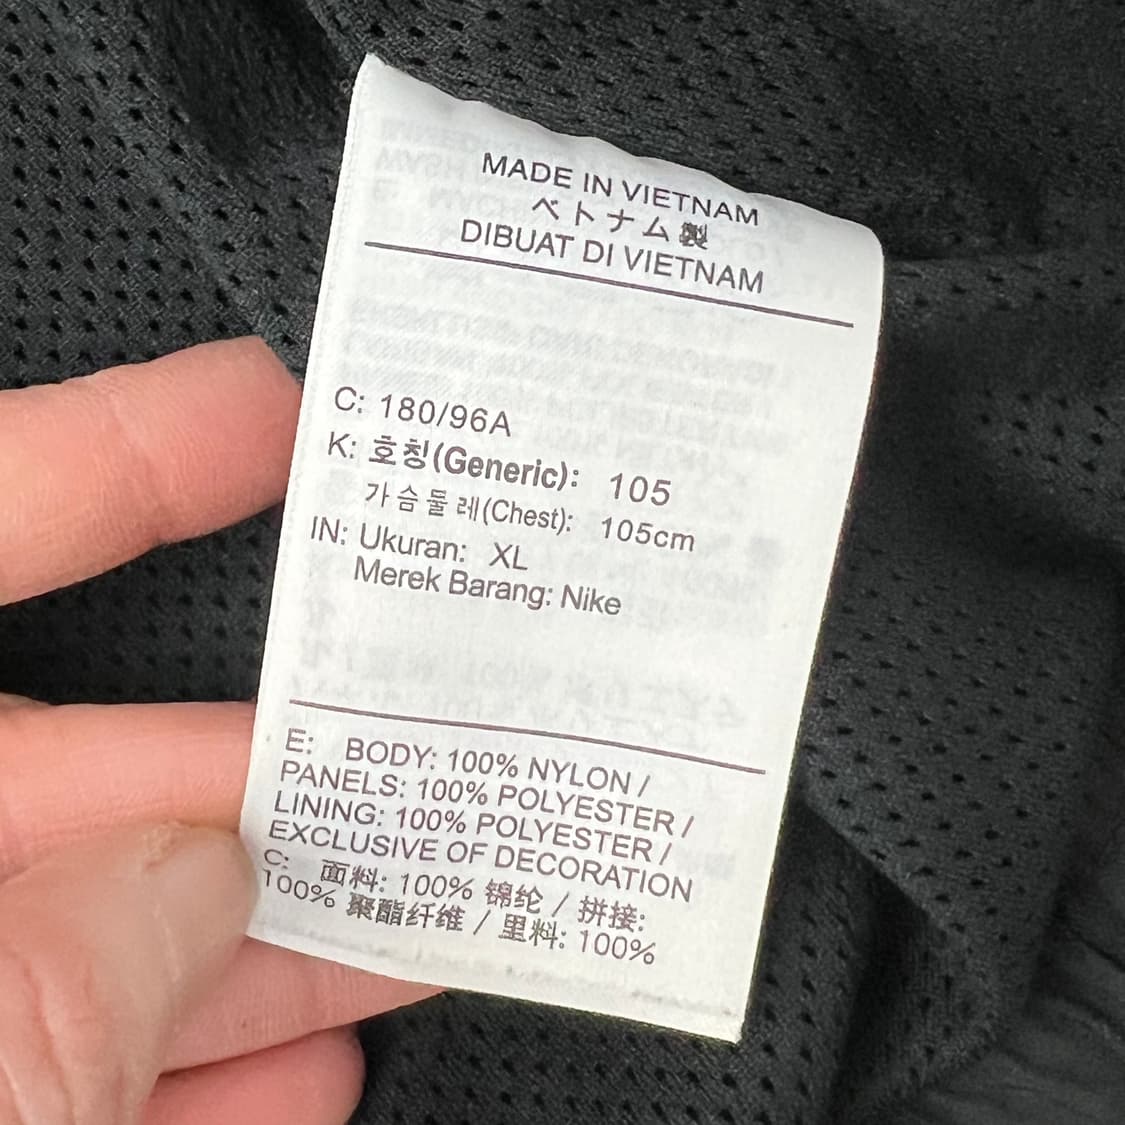 MADE IN VIETNAM
ベトナム製
DIBUAT DI VIETNAM
C: 180/96A
K: 호칭(Generic): 105
가슴둘레(Chest): 105cm
IN: Ukuran: XL
Merek Barang: Nike
E: BODY: 100% NYLON /
PANELS: 100% POLYESTER /
LINING: 100% POLYESTER /
EXCLUSIVE OF DECORATION
C: 面料: 100% 锦纶 / 拼接:
100% 聚酯纤维 / 里料: 100%